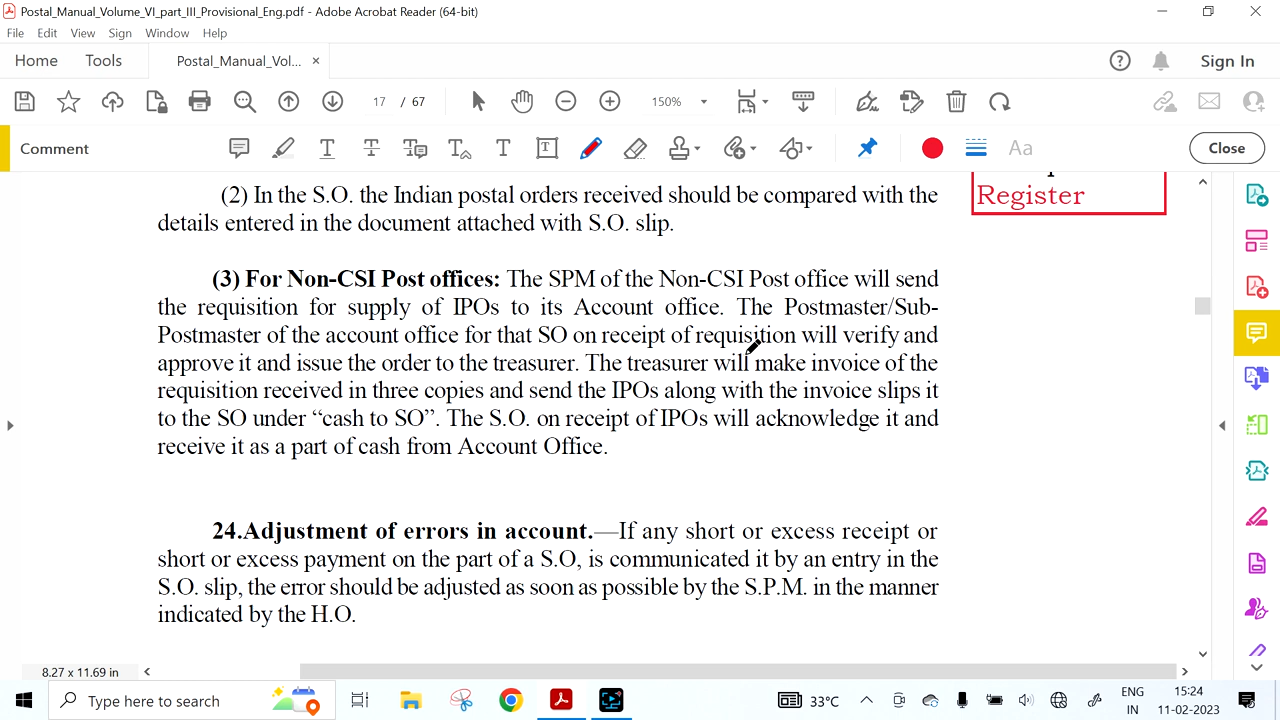 Postal_Manual_Volume_VI_part_III_Provisional_Eng.pdf - Adobe Acrobat Reader (64-bit)
File Edit View Sign Window Help
Home Tools Postal_Manual_Vol... × Sign In
17 / 67 150%
Comment Aa Close
Register
(2) In the S.O. the Indian postal orders received should be compared with the
details entered in the document attached with S.O. slip.
(3) For Non-CSI Post offices: The SPM of the Non-CSI Post office will send
the requisition for supply of IPOs to its Account office. The Postmaster/Sub-
Postmaster of the account office for that SO on receipt of requisition will verify and
approve it and issue the order to the treasurer. The treasurer will make invoice of the
requisition received in three copies and send the IPOs along with the invoice slips it
to the SO under “cash to SO”. The S.O. on receipt of IPOs will acknowledge it and
receive it as a part of cash from Account Office.
24.Adjustment of errors in account.—If any short or excess receipt or
short or excess payment on the part of a S.O, is communicated it by an entry in the
S.O. slip, the error should be adjusted as soon as possible by the S.P.M. in the manner
indicated by the H.O.
8.27 x 11.69 in
Type here to search 33°C ENG 15:24
IN 11-02-2023